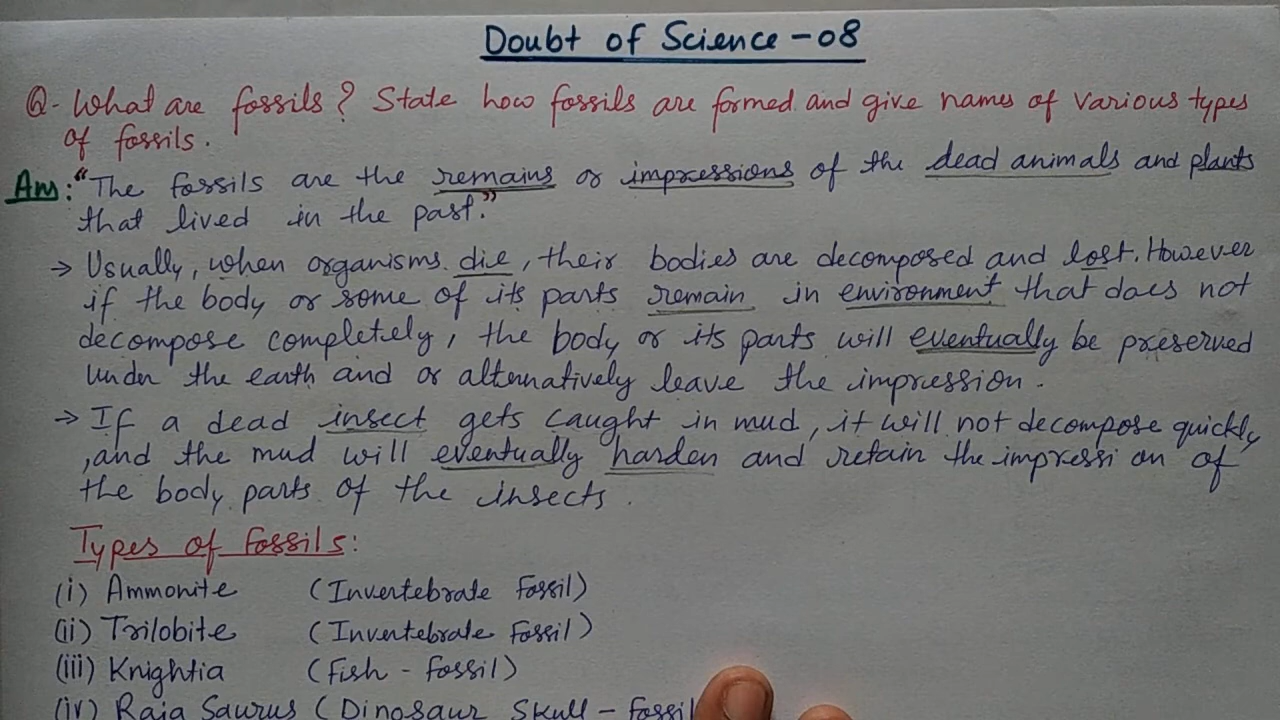 Doubt of Science - 08
Q- What are fossils? State how fossils are formed and give names of various types
of fossils.
Ans: "The fossils are the remains or impressions of the dead animals and plants
that lived in the past."
→ Usually, when organisms die, their bodies are decomposed and lost. However
if the body or some of its parts remain in environment that does not
decompose completely, the body or its parts will eventually be preserved
under the earth and or alternatively leave the impression.
→ If a dead insect gets caught in mud, it will not decompose quickly
,and the mud will eventually harden and retain the impression of
the body parts of the insects.
Types of Fossils:
(i) Ammonite (Invertebrate Fossil)
(ii) Trilobite (Invertebrate Fossil)
(iii) Knightia (Fish - Fossil)
(iv) Raja Saurus (Dinosaur Skull - Fossil